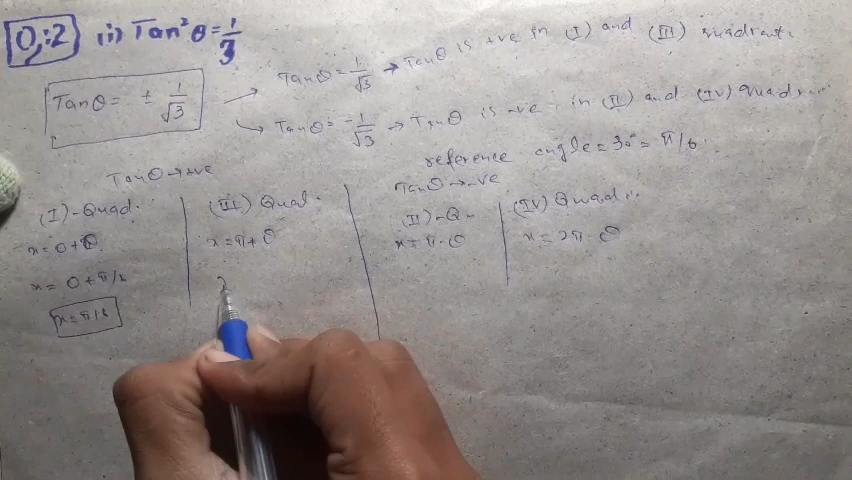 Q:2 (ii) Tan²θ = 1/3
Tanθ = ± 1/√3
Tanθ = 1/√3 → Tanθ is +ve in (I) and (III) quadrant
Tanθ = -1/√3 → Tanθ is -ve in (II) and (IV) quadran
reference angle = 30° = π/6
Tanθ → +ve
Tanθ → -ve
(I)-Quad.
x = 0 + θ
x = 0 + π/6
x = π/6
(III) Quad.
x = π + θ
(II)-Q
x = π - θ
(IV) Quad
x = 2π - θ